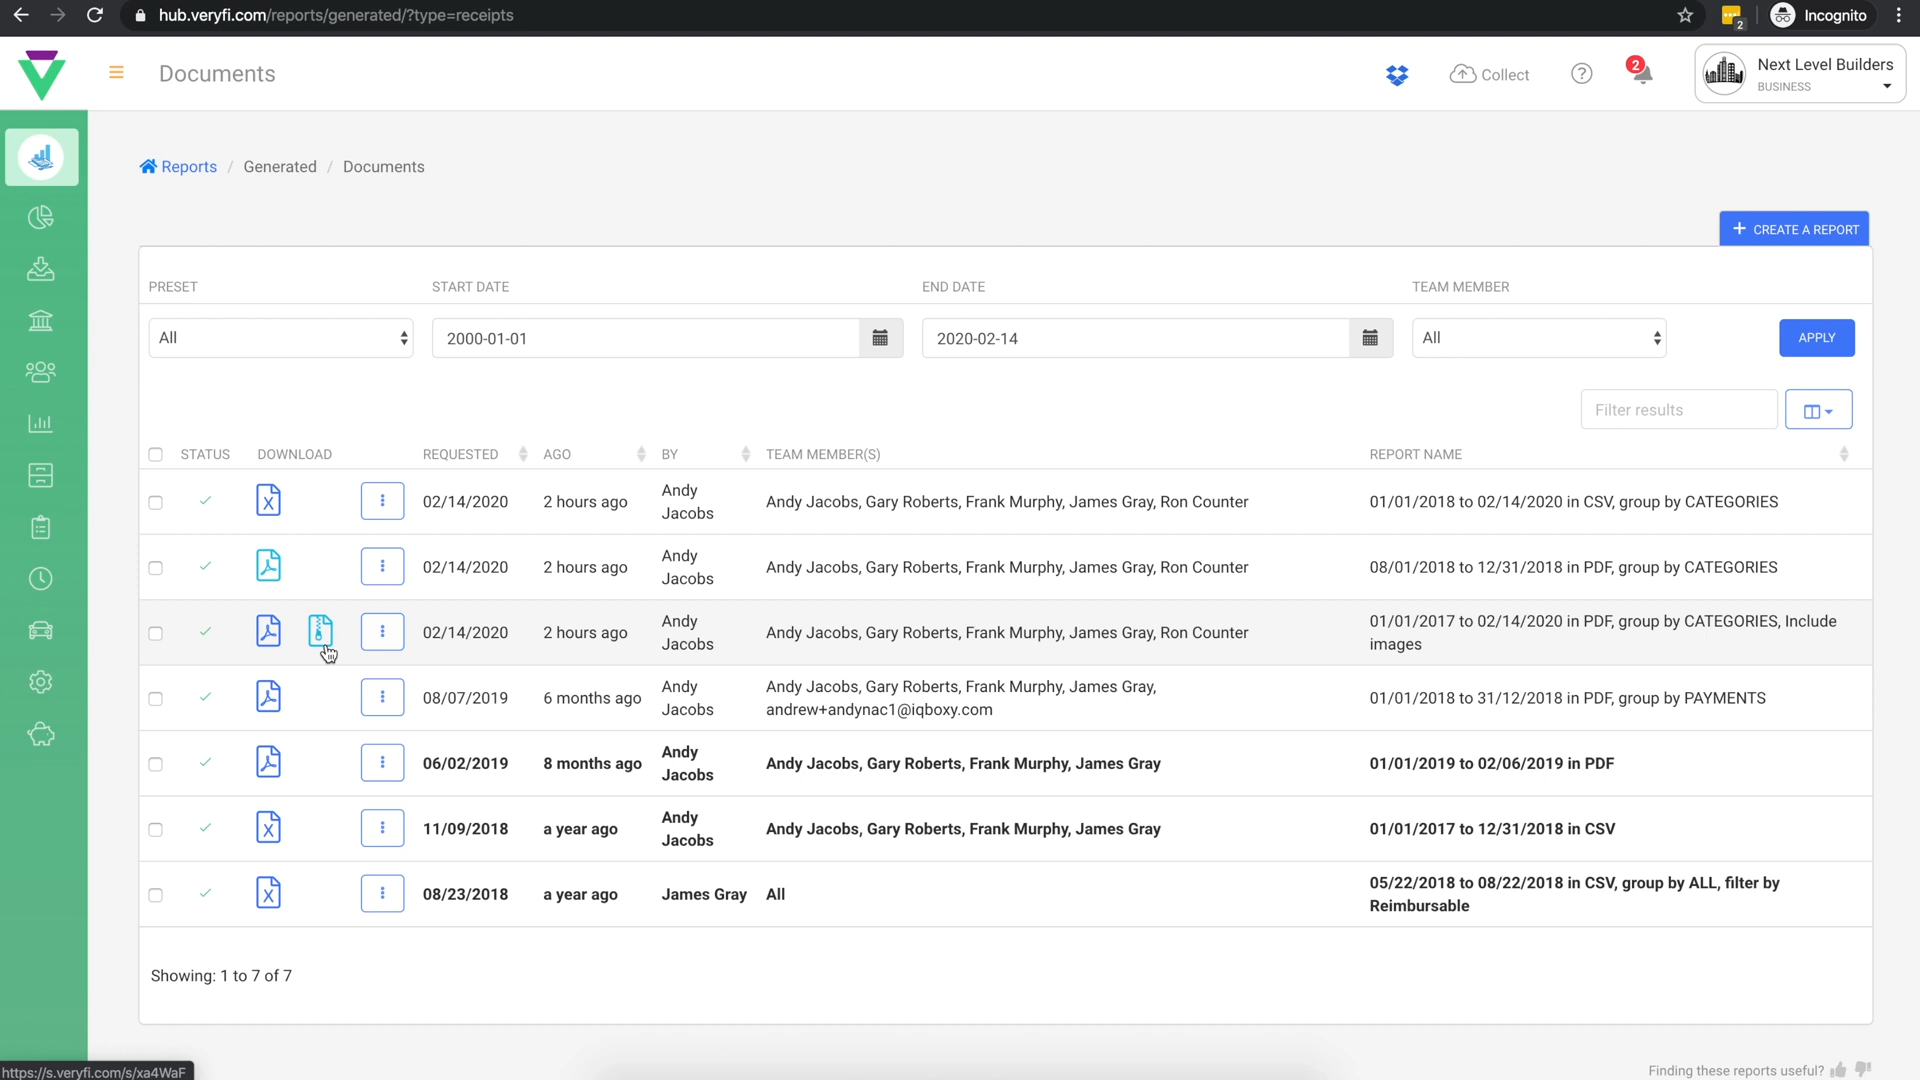 hub.veryfi.com/reports/generated/?type=receipts
2
Incognito
Documents
Collect
2
Next Level Builders
BUSINESS
Reports / Generated / Documents
+ CREATE A REPORT
PRESET START DATE END DATE TEAM MEMBER
All 2000-01-01 2020-02-14 All APPLY
Filter results
STATUS DOWNLOAD REQUESTED AGO BY TEAM MEMBER(S) REPORT NAME
02/14/2020 2 hours ago Andy Jacobs Andy Jacobs, Gary Roberts, Frank Murphy, James Gray, Ron Counter 01/01/2018 to 02/14/2020 in CSV, group by CATEGORIES
02/14/2020 2 hours ago Andy Jacobs Andy Jacobs, Gary Roberts, Frank Murphy, James Gray, Ron Counter 08/01/2018 to 12/31/2018 in PDF, group by CATEGORIES
02/14/2020 2 hours ago Andy Jacobs Andy Jacobs, Gary Roberts, Frank Murphy, James Gray, Ron Counter 01/01/2017 to 02/14/2020 in PDF, group by CATEGORIES, Include images
08/07/2019 6 months ago Andy Jacobs Andy Jacobs, Gary Roberts, Frank Murphy, James Gray, andrew+andynac1@iqboxy.com 01/01/2018 to 31/12/2018 in PDF, group by PAYMENTS
06/02/2019 8 months ago Andy Jacobs Andy Jacobs, Gary Roberts, Frank Murphy, James Gray 01/01/2019 to 02/06/2019 in PDF
11/09/2018 a year ago Andy Jacobs Andy Jacobs, Gary Roberts, Frank Murphy, James Gray 01/01/2017 to 12/31/2018 in CSV
08/23/2018 a year ago James Gray All 05/22/2018 to 08/22/2018 in CSV, group by ALL, filter by Reimbursable
Showing: 1 to 7 of 7
https://s.veryfi.com/s/xa4WaF
Finding these reports useful?